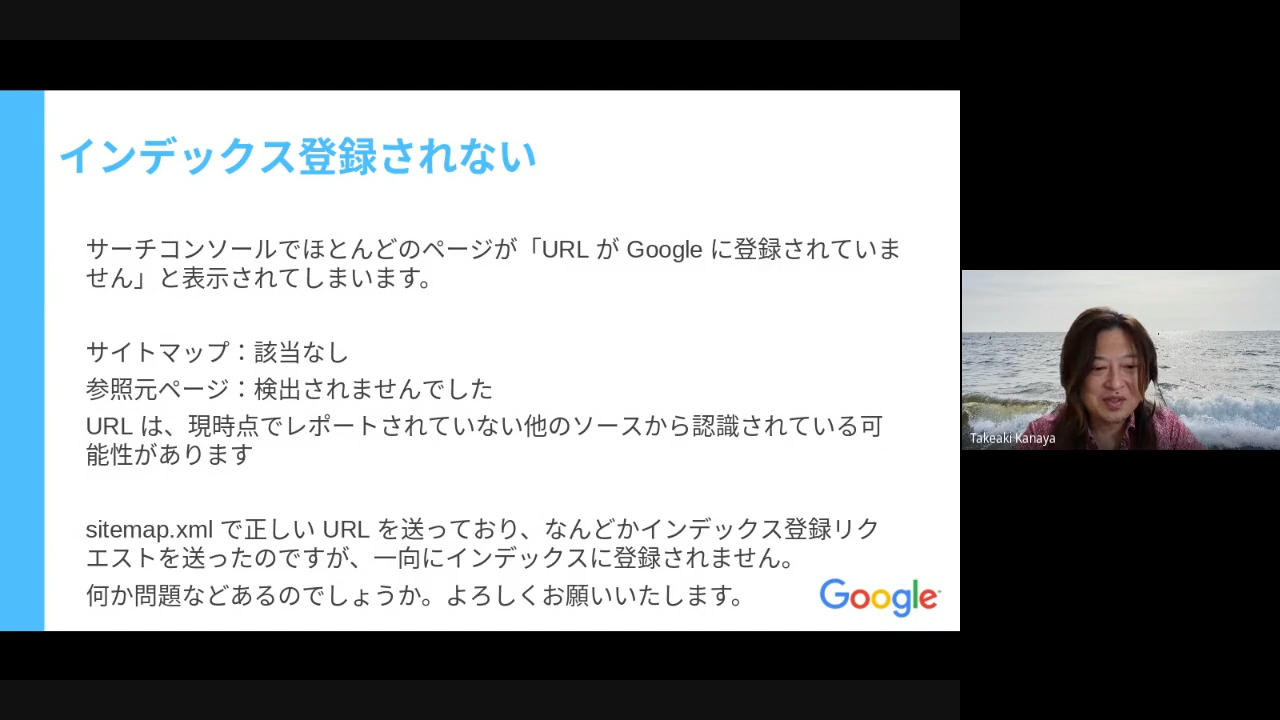 インデックス登録されない
サーチコンソールでほとんどのページが「URL が Google に登録されていま
せん」と表示されてしまいます。
サイトマップ：該当なし
参照元ページ：検出されませんでした
URL は、現時点でレポートされていない他のソースから認識されている可
能性があります
sitemap.xml で正しい URL を送っており、なんどかインデックス登録リク
エストを送ったのですが、一向にインデックスに登録されません。
何か問題などあるのでしょうか。よろしくお願いいたします。
Google
Takeaki Kanaya